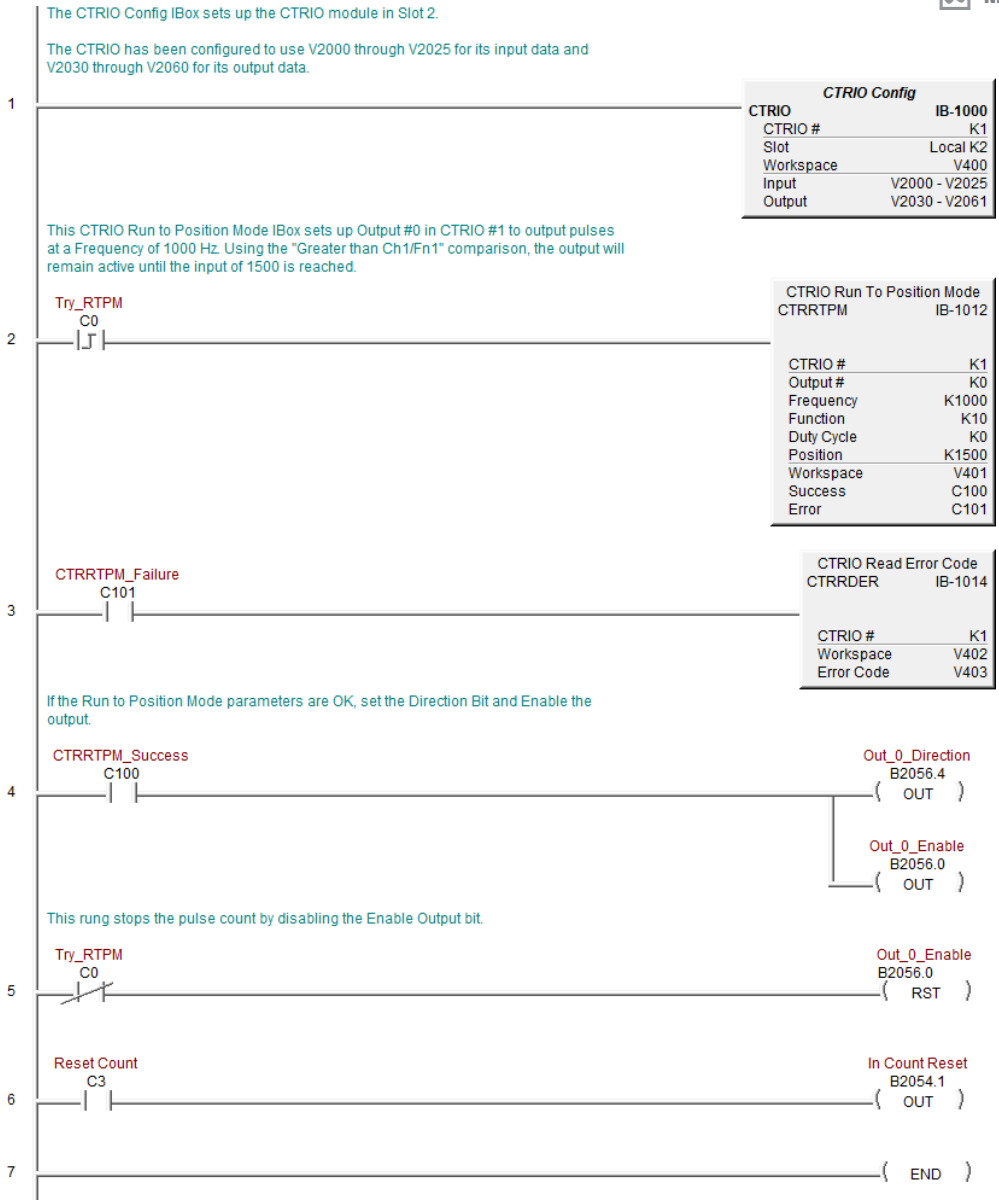 The CTRIO Config IBox sets up the CTRIO module in Slot 2.
The CTRIO has been configured to use V2000 through V2025 for its input data and
V2030 through V2060 for its output data.
1
CTRIO Config
CTRIO IB-1000
CTRIO # K1
Slot Local K2
Workspace V400
Input V2000 - V2025
Output V2030 - V2061
This CTRIO Run to Position Mode IBox sets up Output #0 in CTRIO #1 to output pulses
at a Frequency of 1000 Hz. Using the "Greater than Ch1/Fn1" comparison, the output will
remain active until the input of 1500 is reached.
Try_RTPM
C0
2
CTRIO Run To Position Mode
CTRRTPM IB-1012
CTRIO # K1
Output # K0
Frequency K1000
Function K10
Duty Cycle K0
Position K1500
Workspace V401
Success C100
Error C101
CTRRTPM_Failure
C101
3
CTRIO Read Error Code
CTRRDER IB-1014
CTRIO # K1
Workspace V402
Error Code V403
If the Run to Position Mode parameters are OK, set the Direction Bit and Enable the
output.
CTRRTPM_Success
C100
4
Out_0_Direction
B2056.4
OUT
Out_0_Enable
B2056.0
OUT
This rung stops the pulse count by disabling the Enable Output bit.
Try_RTPM
C0
5
Out_0_Enable
B2056.0
RST
Reset Count
C3
6
In Count Reset
B2054.1
OUT
7
END